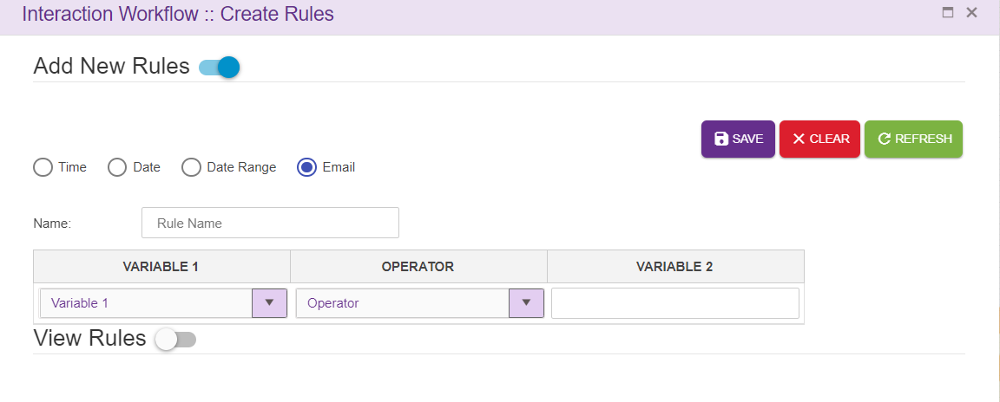 Interaction Workflow :: Create Rules
Add New Rules
SAVE CLEAR REFRESH
Time Date Date Range Email
Name: Rule Name
VARIABLE 1 OPERATOR VARIABLE 2
Variable 1 Operator
View Rules